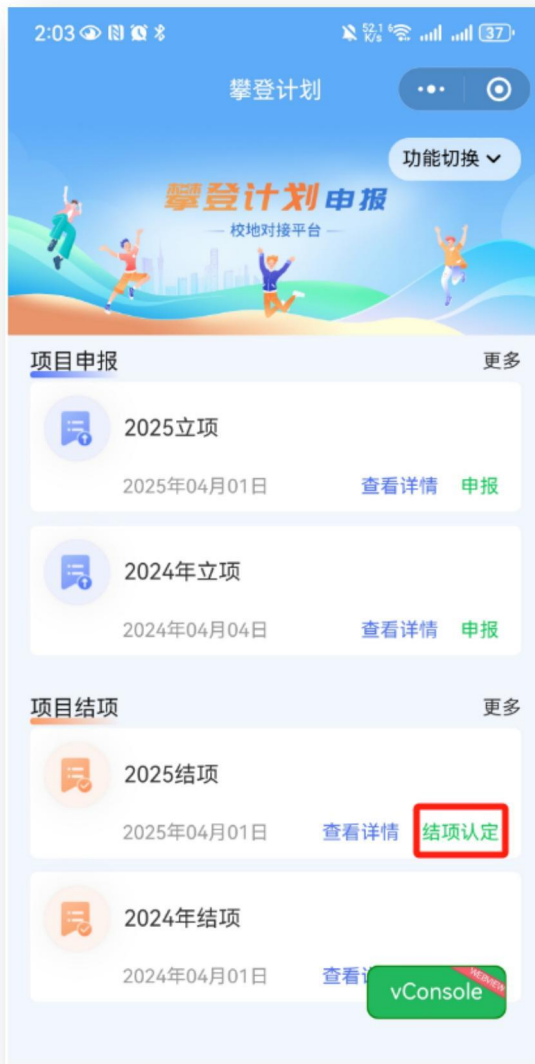 2:03 52.1 K/s 6 37
攀登计划
功能切换
攀登计划申报
校地对接平台
项目申报 更多
2025立项
2025年04月01日 查看详情 申报
2024年立项
2024年04月04日 查看详情 申报
项目结项 更多
2025结项
2025年04月01日 查看详情 结项认定
2024年结项
2024年04月01日 查看
WEBVIEW
vConsole